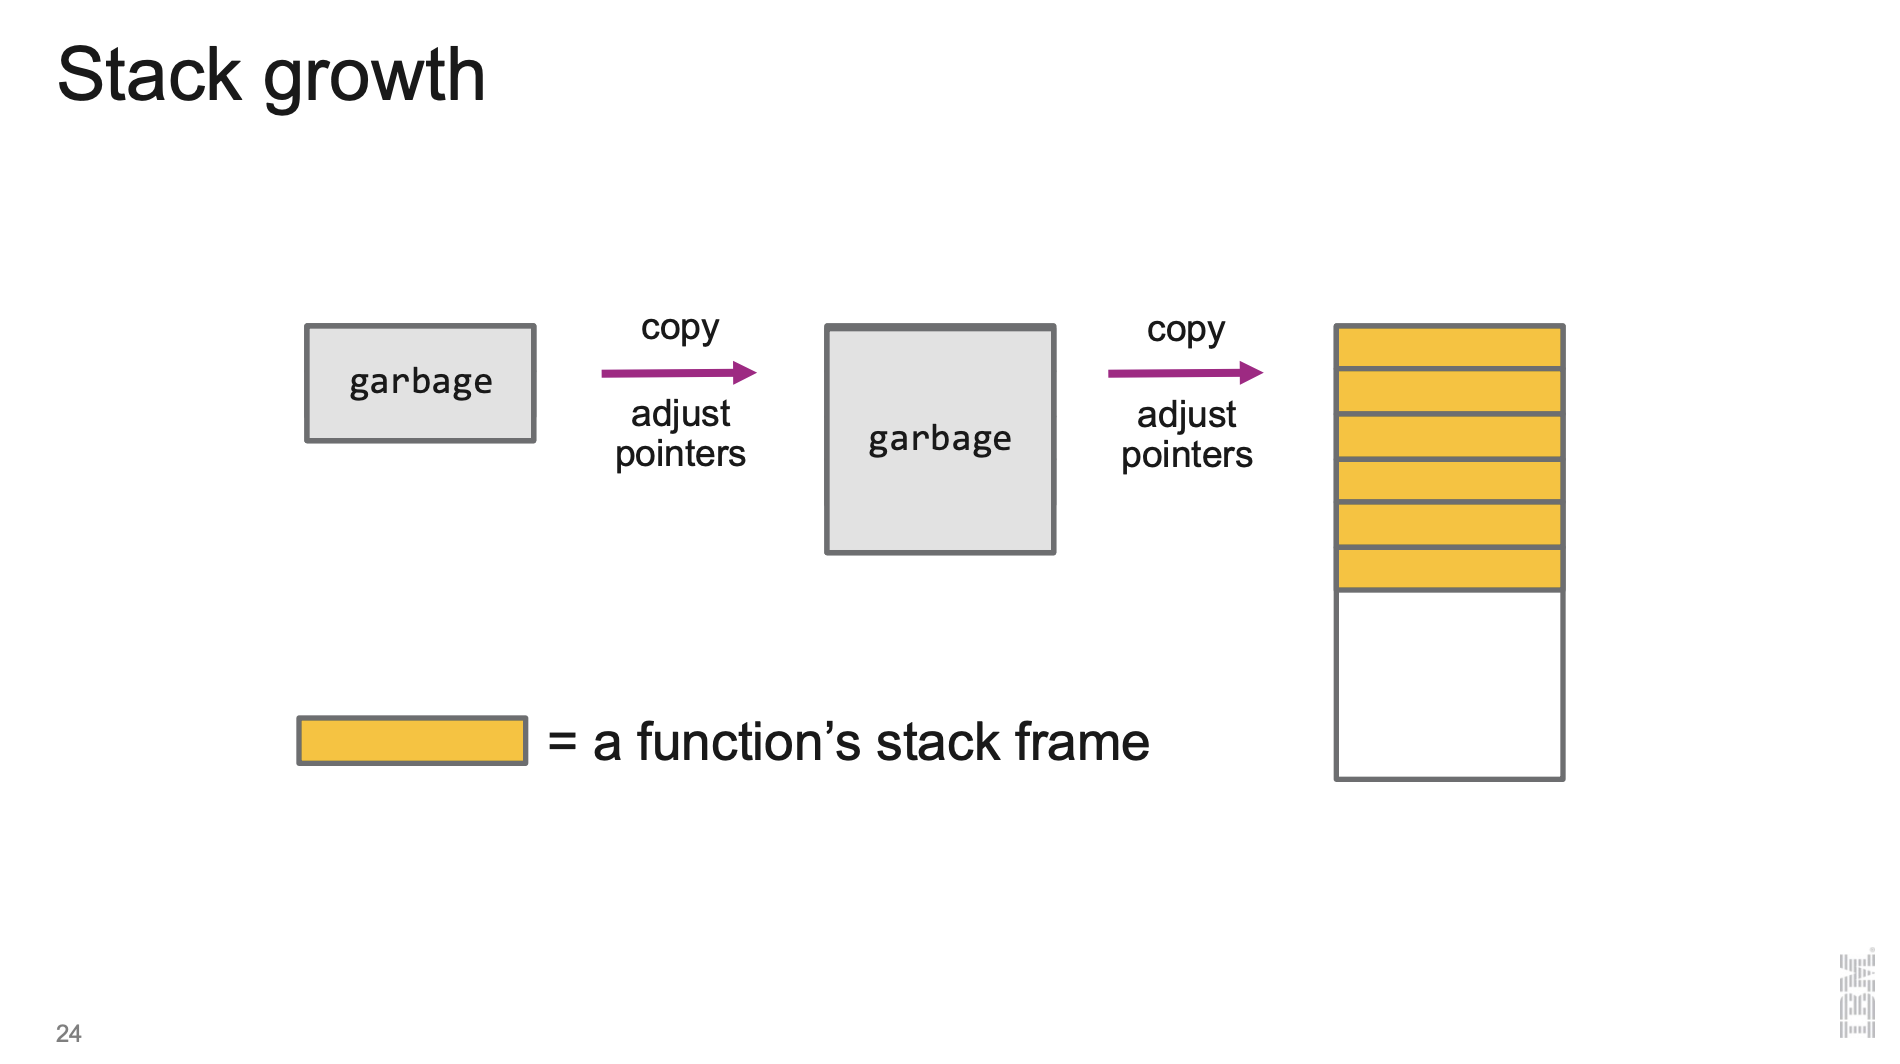 Stack growth
copy
copy
garbage
adjust
pointers
garbage
adjust
pointers
= a function’s stack frame
24
IBM